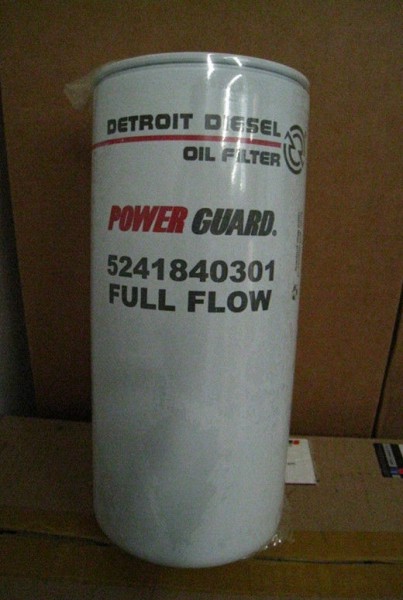 DETROIT DIESEL
OIL FILTER
POWER GUARD®
5241840301
FULL FLOW